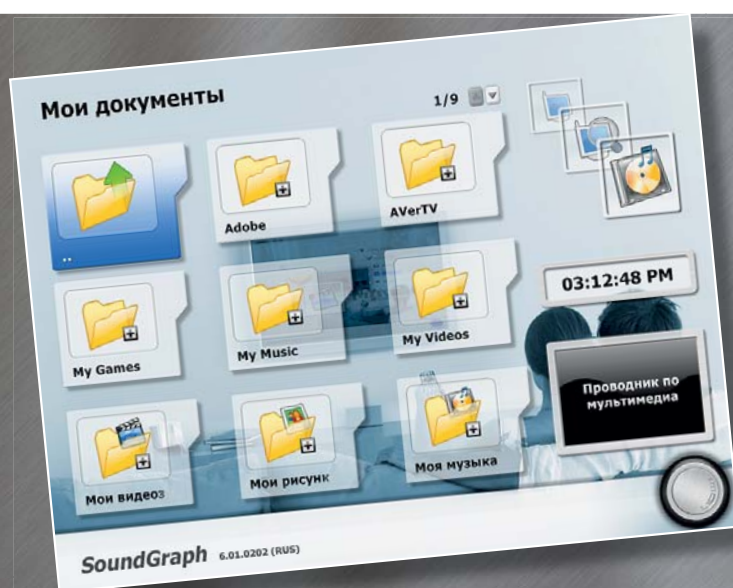 Мои документы
1/9
..
Adobe
AVerTV
03:12:48 PM
My Games
My Music
My Videos
Проводник по
мультимедиа
Мои видеоз
Мои рисунк
Моя музыка
SoundGraph 6.01.0202 (RUS)